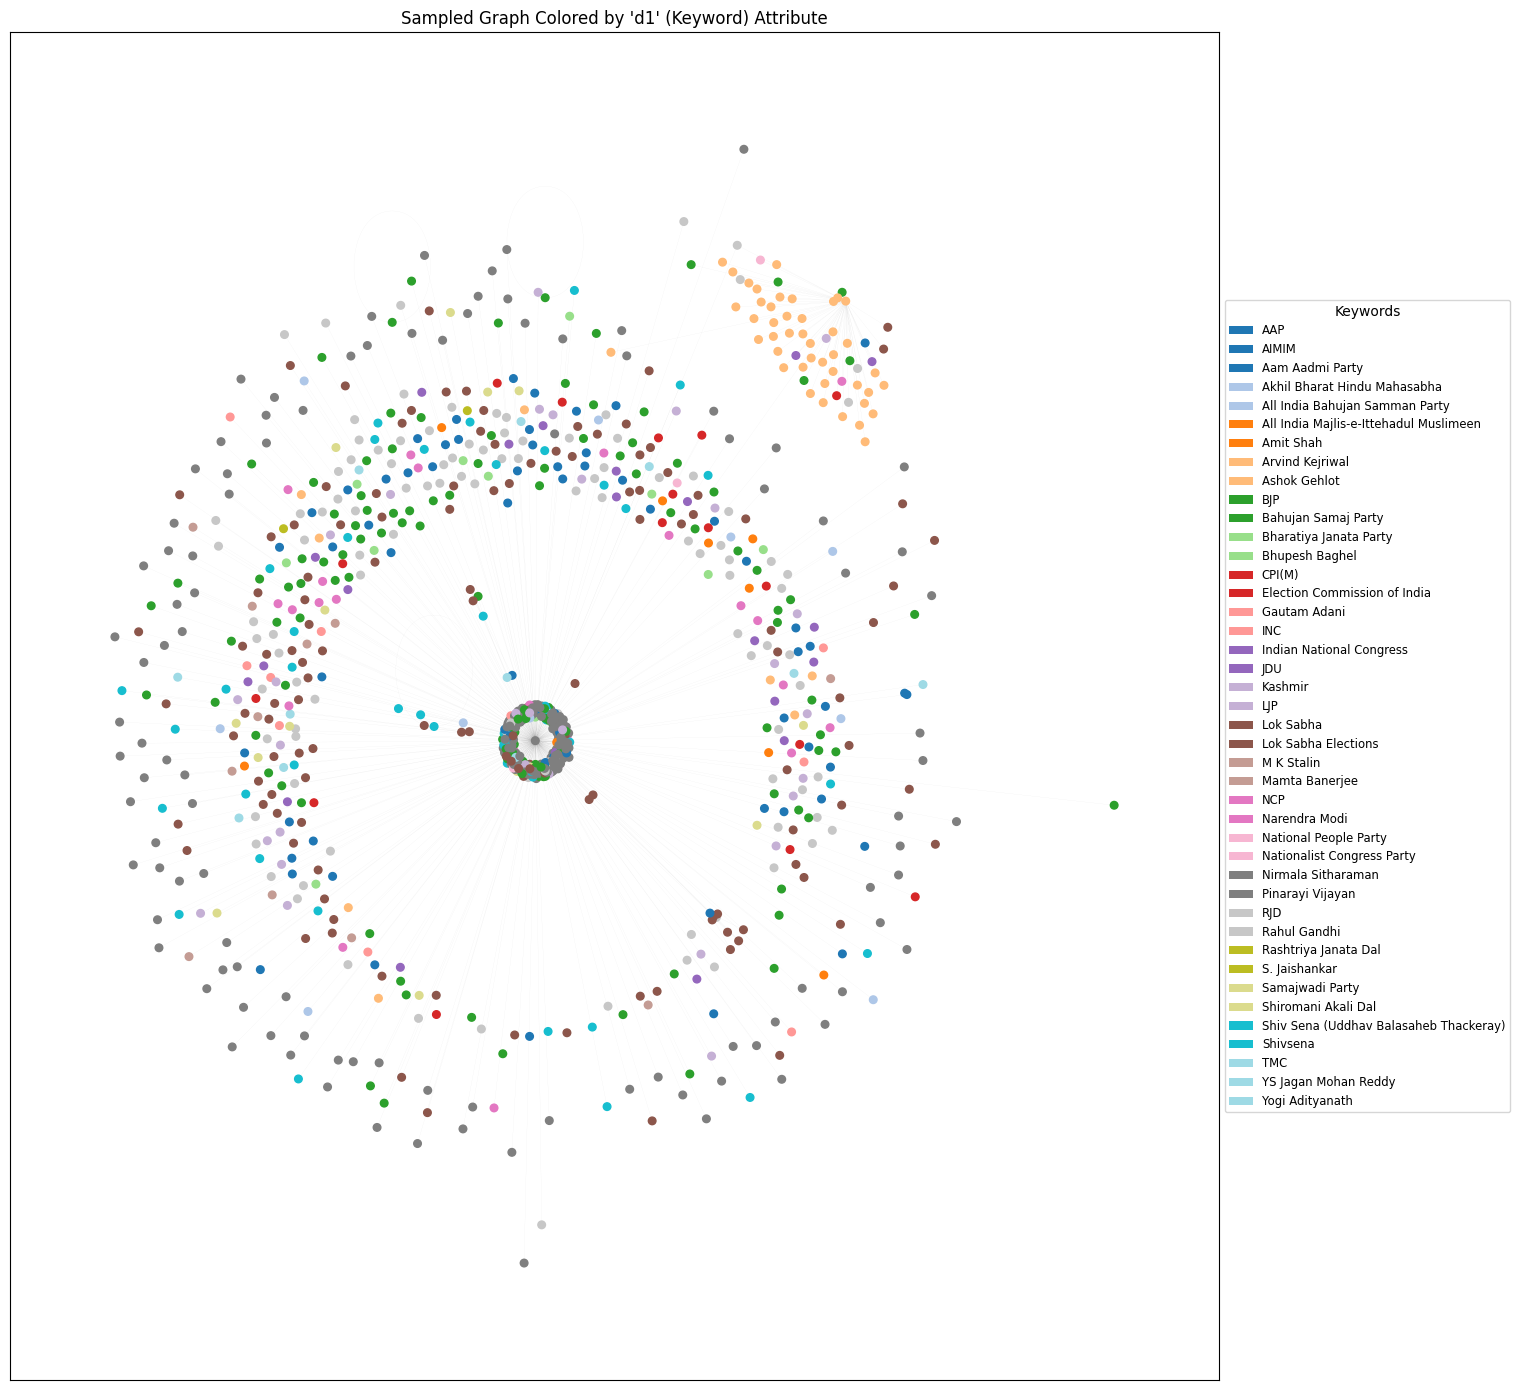 Sampled Graph Colored by 'd1' (Keyword) Attribute
Keywords
AAP
AIMIM
Aam Aadmi Party
Akhil Bharat Hindu Mahasabha
All India Bahujan Samman Party
All India Majlis-e-Ittehadul Muslimeen
Amit Shah
Arvind Kejriwal
Ashok Gehlot
BJP
Bahujan Samaj Party
Bharatiya Janata Party
Bhupesh Baghel
CPI(M)
Election Commission of India
Gautam Adani
INC
Indian National Congress
JDU
Kashmir
LJP
Lok Sabha
Lok Sabha Elections
M K Stalin
Mamta Banerjee
NCP
Narendra Modi
National People Party
Nationalist Congress Party
Nirmala Sitharaman
Pinarayi Vijayan
RJD
Rahul Gandhi
Rashtriya Janata Dal
S. Jaishankar
Samajwadi Party
Shiromani Akali Dal
Shiv Sena (Uddhav Balasaheb Thackeray)
Shivsena
TMC
YS Jagan Mohan Reddy
Yogi Adityanath